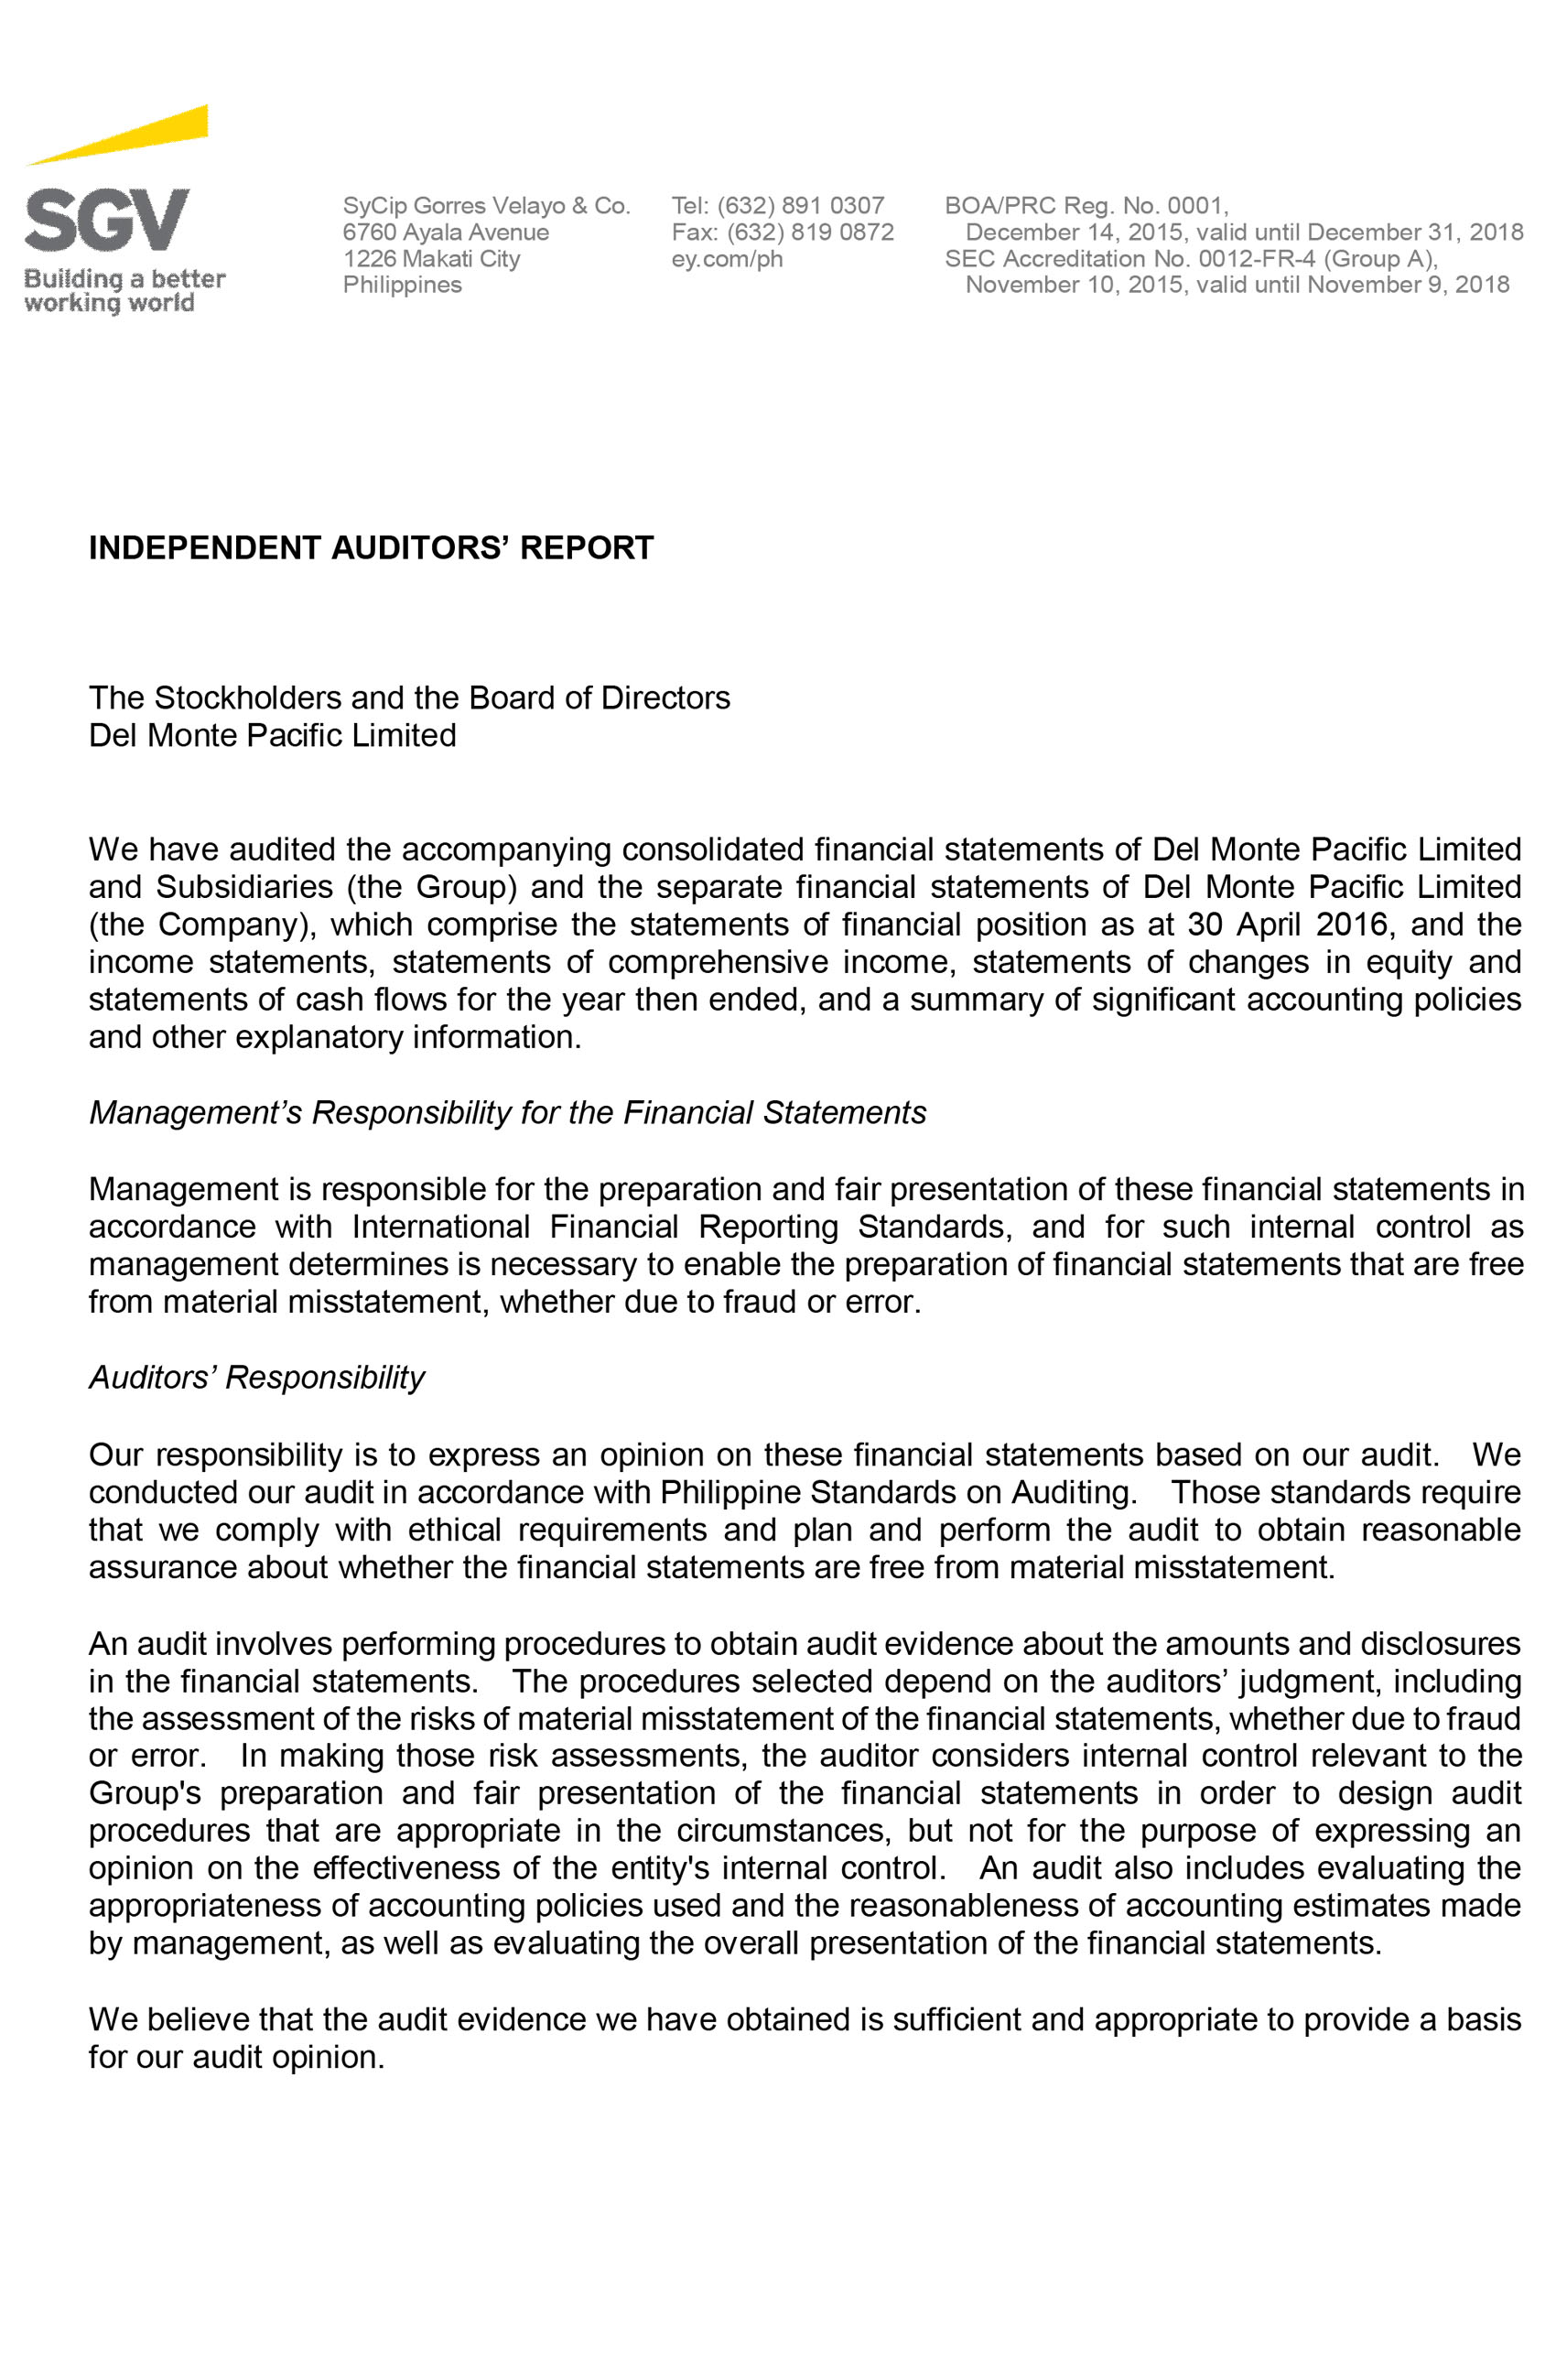 SGV
Building a better
working world
SyCip Gorres Velayo & Co.
6760 Ayala Avenue
1226 Makati City
Philippines
Tel: (632) 891 0307
Fax: (632) 819 0872
ey.com/ph
BOA/PRC Reg. No. 0001,
December 14, 2015, valid until December 31, 2018
SEC Accreditation No. 0012-FR-4 (Group A),
November 10, 2015, valid until November 9, 2018
INDEPENDENT AUDITORS’ REPORT
The Stockholders and the Board of Directors
Del Monte Pacific Limited
We have audited the accompanying consolidated financial statements of Del Monte Pacific Limited
and Subsidiaries (the Group) and the separate financial statements of Del Monte Pacific Limited
(the Company), which comprise the statements of financial position as at 30 April 2016, and the
income statements, statements of comprehensive income, statements of changes in equity and
statements of cash flows for the year then ended, and a summary of significant accounting policies
and other explanatory information.
Management’s Responsibility for the Financial Statements
Management is responsible for the preparation and fair presentation of these financial statements in
accordance with International Financial Reporting Standards, and for such internal control as
management determines is necessary to enable the preparation of financial statements that are free
from material misstatement, whether due to fraud or error.
Auditors’ Responsibility
Our responsibility is to express an opinion on these financial statements based on our audit. We
conducted our audit in accordance with Philippine Standards on Auditing. Those standards require
that we comply with ethical requirements and plan and perform the audit to obtain reasonable
assurance about whether the financial statements are free from material misstatement.
An audit involves performing procedures to obtain audit evidence about the amounts and disclosures
in the financial statements. The procedures selected depend on the auditors’ judgment, including
the assessment of the risks of material misstatement of the financial statements, whether due to fraud
or error. In making those risk assessments, the auditor considers internal control relevant to the
Group's preparation and fair presentation of the financial statements in order to design audit
procedures that are appropriate in the circumstances, but not for the purpose of expressing an
opinion on the effectiveness of the entity's internal control. An audit also includes evaluating the
appropriateness of accounting policies used and the reasonableness of accounting estimates made
by management, as well as evaluating the overall presentation of the financial statements.
We believe that the audit evidence we have obtained is sufficient and appropriate to provide a basis
for our audit opinion.